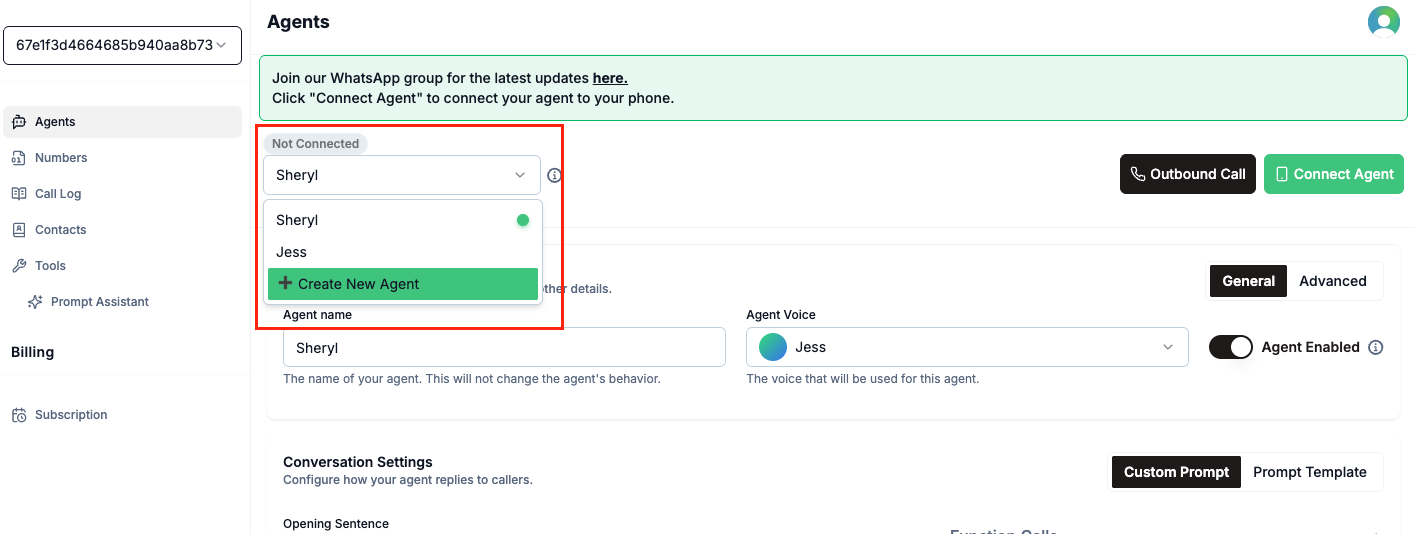 Agents
67e1f3d4664685b940aa8b73
Join our WhatsApp group for the latest updates here.
Click "Connect Agent" to connect your agent to your phone.
Agents
Numbers
Call Log
Contacts
Tools
Prompt Assistant
Billing
Subscription
Not Connected
Sheryl
Outbound Call
Connect Agent
Sheryl
Jess
Create New Agent
other details.
General
Advanced
Agent name
Sheryl
The name of your agent. This will not change the agent's behavior.
Agent Voice
Jess
The voice that will be used for this agent.
Agent Enabled
Conversation Settings
Configure how your agent replies to callers.
Custom Prompt
Prompt Template
Opening Sentence
Function Calls